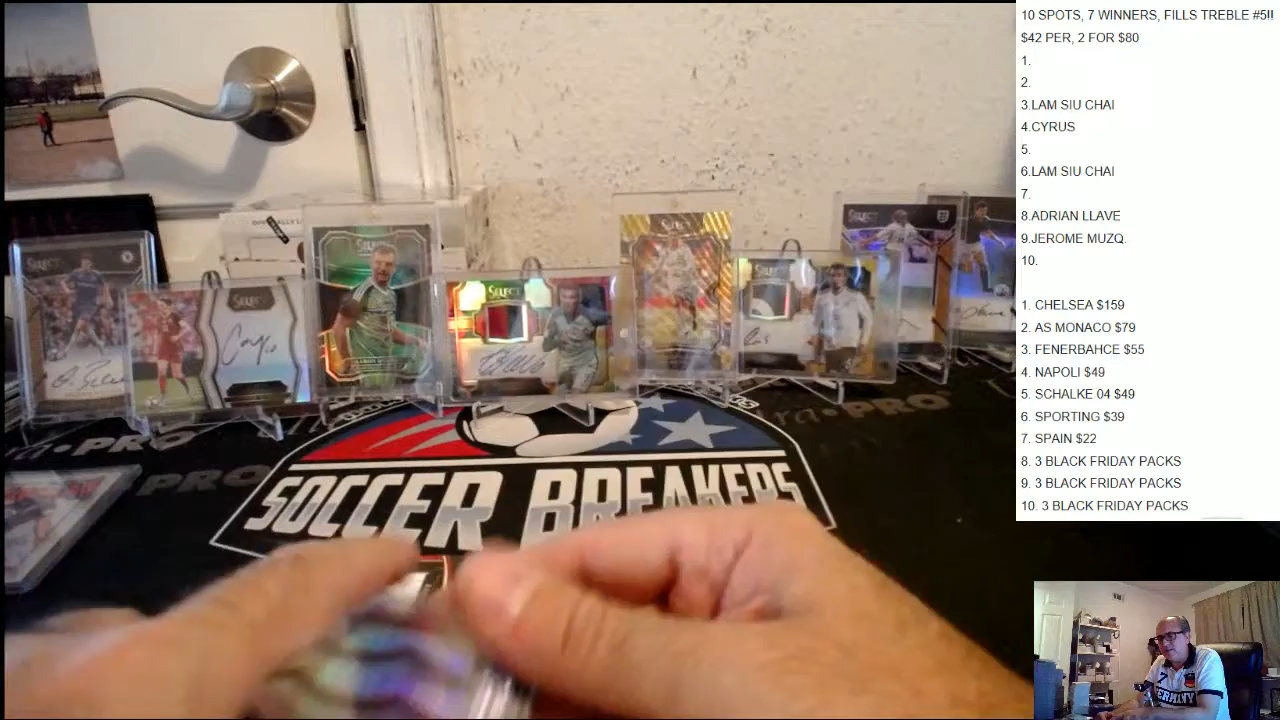 10 SPOTS, 7 WINNERS, FILLS TREBLE #5!!
$42 PER, 2 FOR $80
1.
2.
3.LAM SIU CHAI
4.CYRUS
5.
6.LAM SIU CHAI
7.
8.ADRIAN LLAVE
9.JEROME MUZQ.
10.
1. CHELSEA $159
2. AS MONACO $79
3. FENERBAHCE $55
4. NAPOLI $49
5. SCHALKE 04 $49
6. SPORTING $39
7. SPAIN $22
8. 3 BLACK FRIDAY PACKS
9. 3 BLACK FRIDAY PACKS
10. 3 BLACK FRIDAY PACKS
SELECT
SELECT
SELECT
SELECT
SELECT
SELECT
PRO
PRO
SOCCER BREAKERS